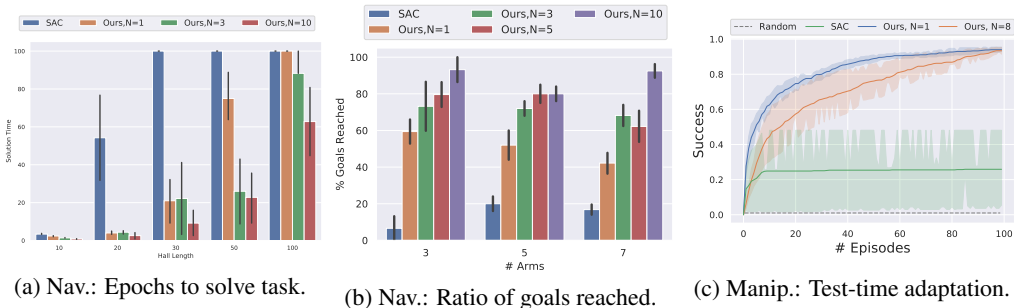 SAC
Ours,N=1
Ours,N=3
Ours,N=10
Solution Time
100
80
60
40
20
0
10
20
30
50
100
Hall Length
(a) Nav.: Epochs to solve task.
SAC
Ours,N=1
Ours,N=3
Ours,N=5
Ours,N=10
% Goals Reached
100
80
60
40
20
0
3
5
7
# Arms
(b) Nav.: Ratio of goals reached.
Random
SAC
Ours, N=1
Ours, N=8
Success
1.0
0.8
0.6
0.4
0.2
0.0
0
20
40
60
80
100
# Episodes
(c) Manip.: Test-time adaptation.